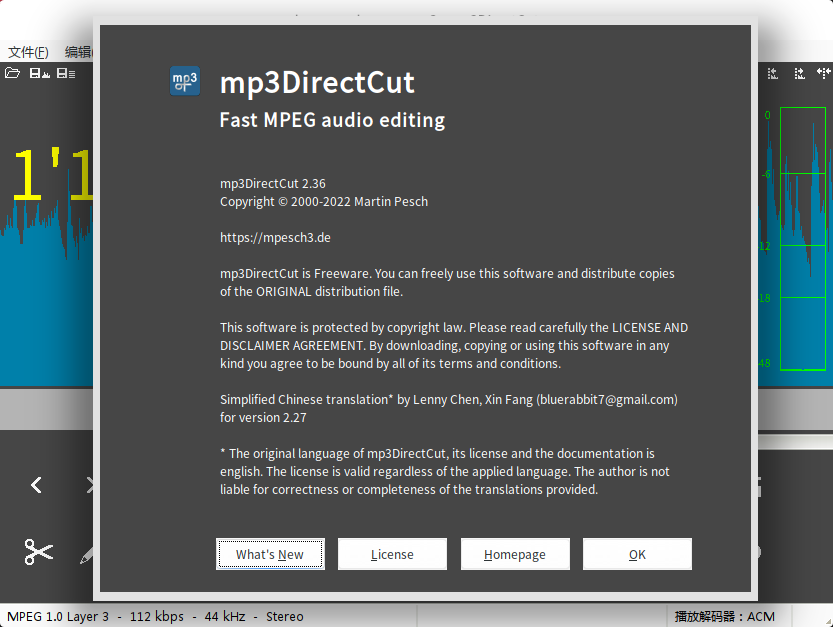 文件(F) 编辑
mp3
mp3DirectCut
Fast MPEG audio editing
1'1
0
-6
12
18
48
mp3DirectCut 2.36
Copyright © 2000-2022 Martin Pesch
https://mpesch3.de
mp3DirectCut is Freeware. You can freely use this software and distribute copies
of the ORIGINAL distribution file.
This software is protected by copyright law. Please read carefully the LICENSE AND
DISCLAIMER AGREEMENT. By downloading, copying or using this software in any
kind you agree to be bound by all of its terms and conditions.
Simplified Chinese translation* by Lenny Chen, Xin Fang (bluerabbit7@gmail.com)
for version 2.27
* The original language of mp3DirectCut, its license and the documentation is
english. The license is valid regardless of the applied language. The author is not
liable for correctness or completeness of the translations provided.
What's New License Homepage OK
MPEG 1.0 Layer 3 - 112 kbps - 44 kHz - Stereo 播放解码器：ACM